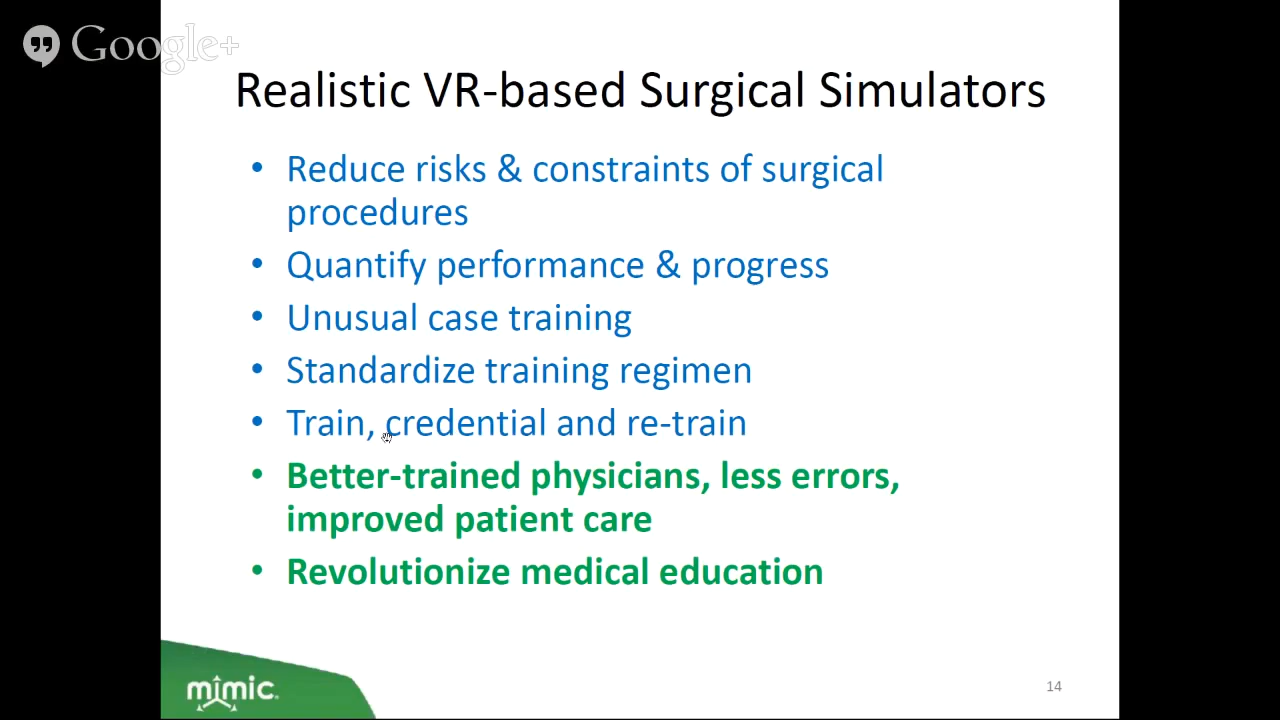 Google+
Realistic VR-based Surgical Simulators
• Reduce risks & constraints of surgical
procedures
• Quantify performance & progress
• Unusual case training
• Standardize training regimen
• Train, credential and re-train
• Better-trained physicians, less errors,
improved patient care
• Revolutionize medical education
mimic.
14